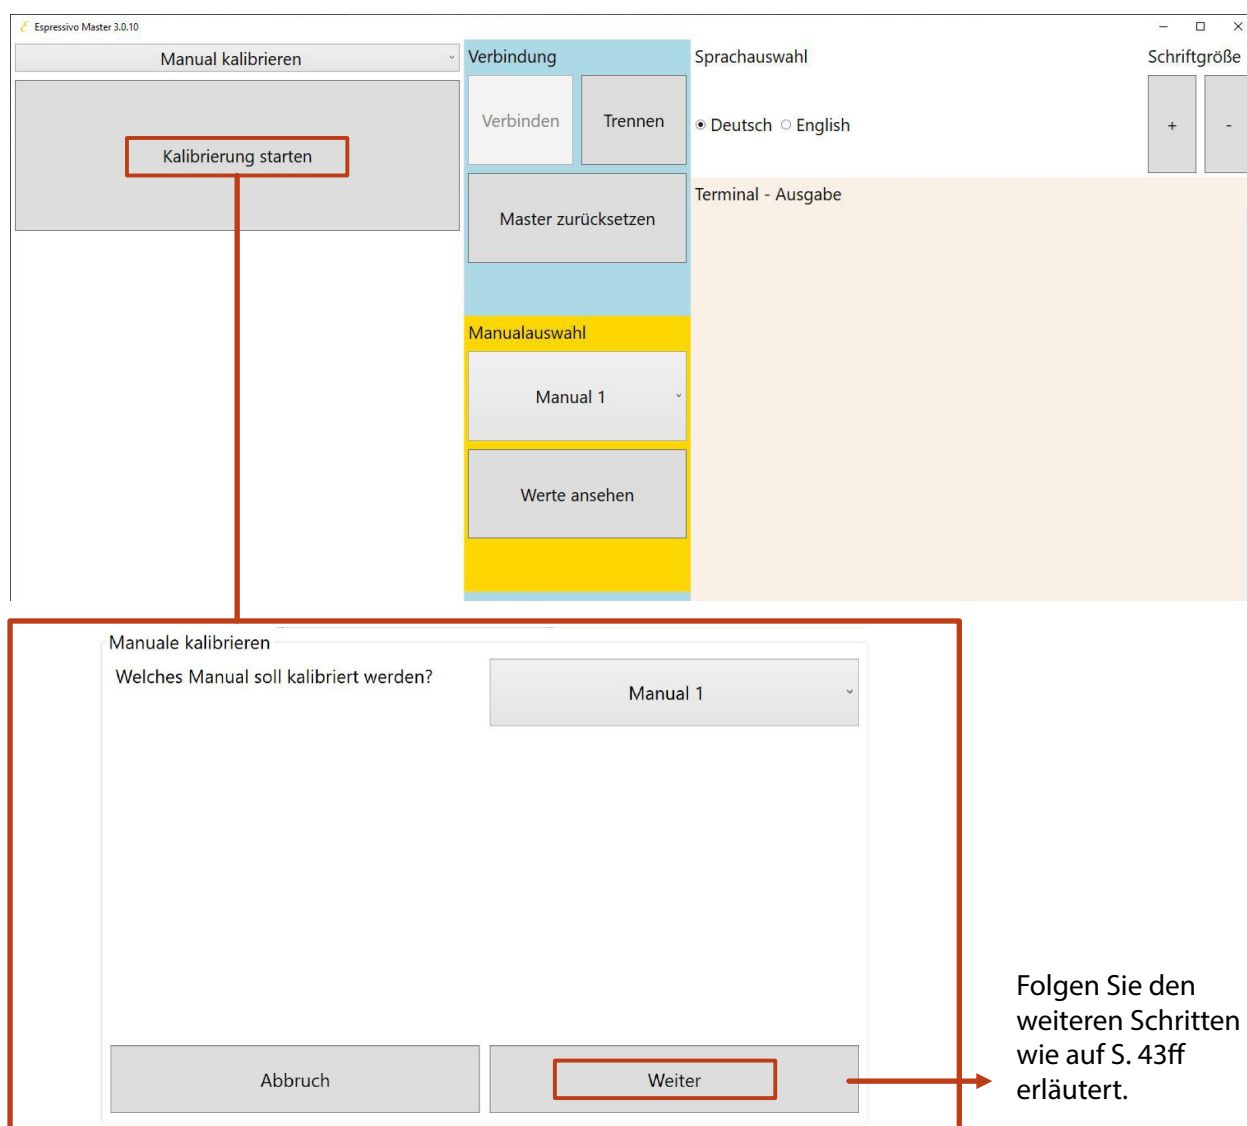 Espressivo Master 3.0.10
Manual kalibrieren
Kalibrierung starten
Verbindung
Verbinden
Trennen
Master zurücksetzen
Manualauswahl
Manual 1
Werte ansehen
Sprachauswahl
Deutsch
English
Schriftgröße
+
-
Terminal - Ausgabe
Manuale kalibrieren
Welches Manual soll kalibriert werden?
Manual 1
Abbruch
Weiter
Folgen Sie den
weiteren Schritten
wie auf S. 43ff
erläutert.